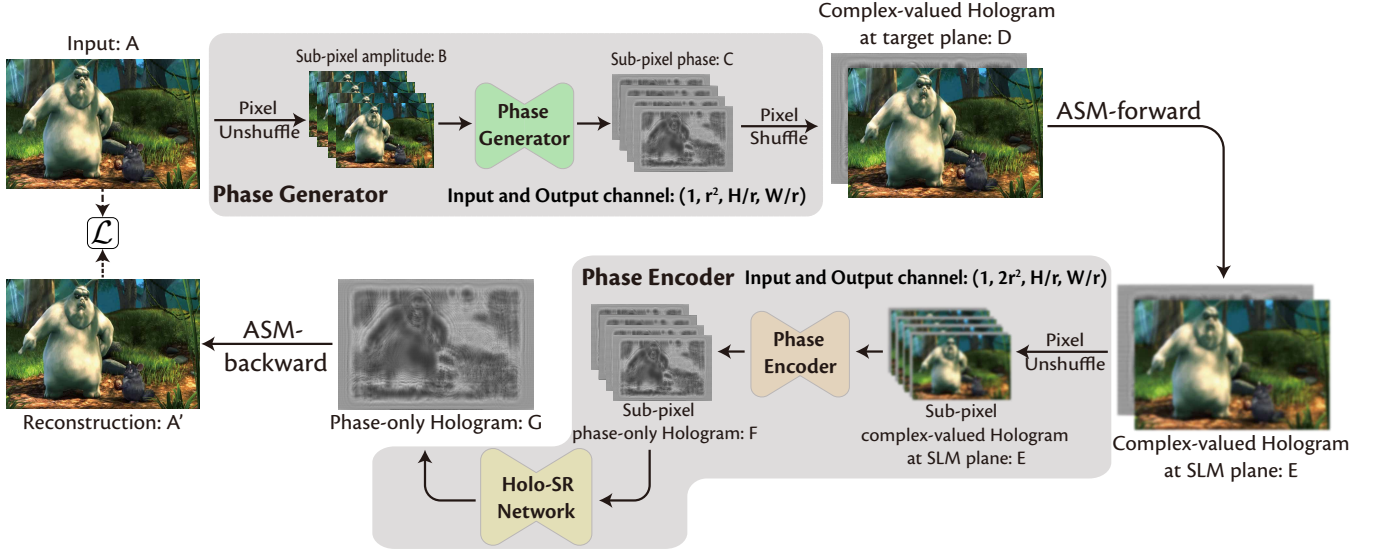 Input: A
Sub-pixel amplitude: B
Sub-pixel phase: C
Complex-valued Hologram
at target plane: D
Pixel
Unshuffle
Phase
Generator
Pixel
Shuffle
ASM-forward
Phase Generator
Input and Output channel: (1, r², H/r, W/r)
ℒ
Phase Encoder
Input and Output channel: (1, 2r², H/r, W/r)
ASM-
backward
Phase
Encoder
Pixel
Unshuffle
Reconstruction: A'
Phase-only Hologram: G
Sub-pixel
phase-only Hologram: F
Sub-pixel
complex-valued Hologram
at SLM plane: E
Complex-valued Hologram
at SLM plane: E
Holo-SR
Network